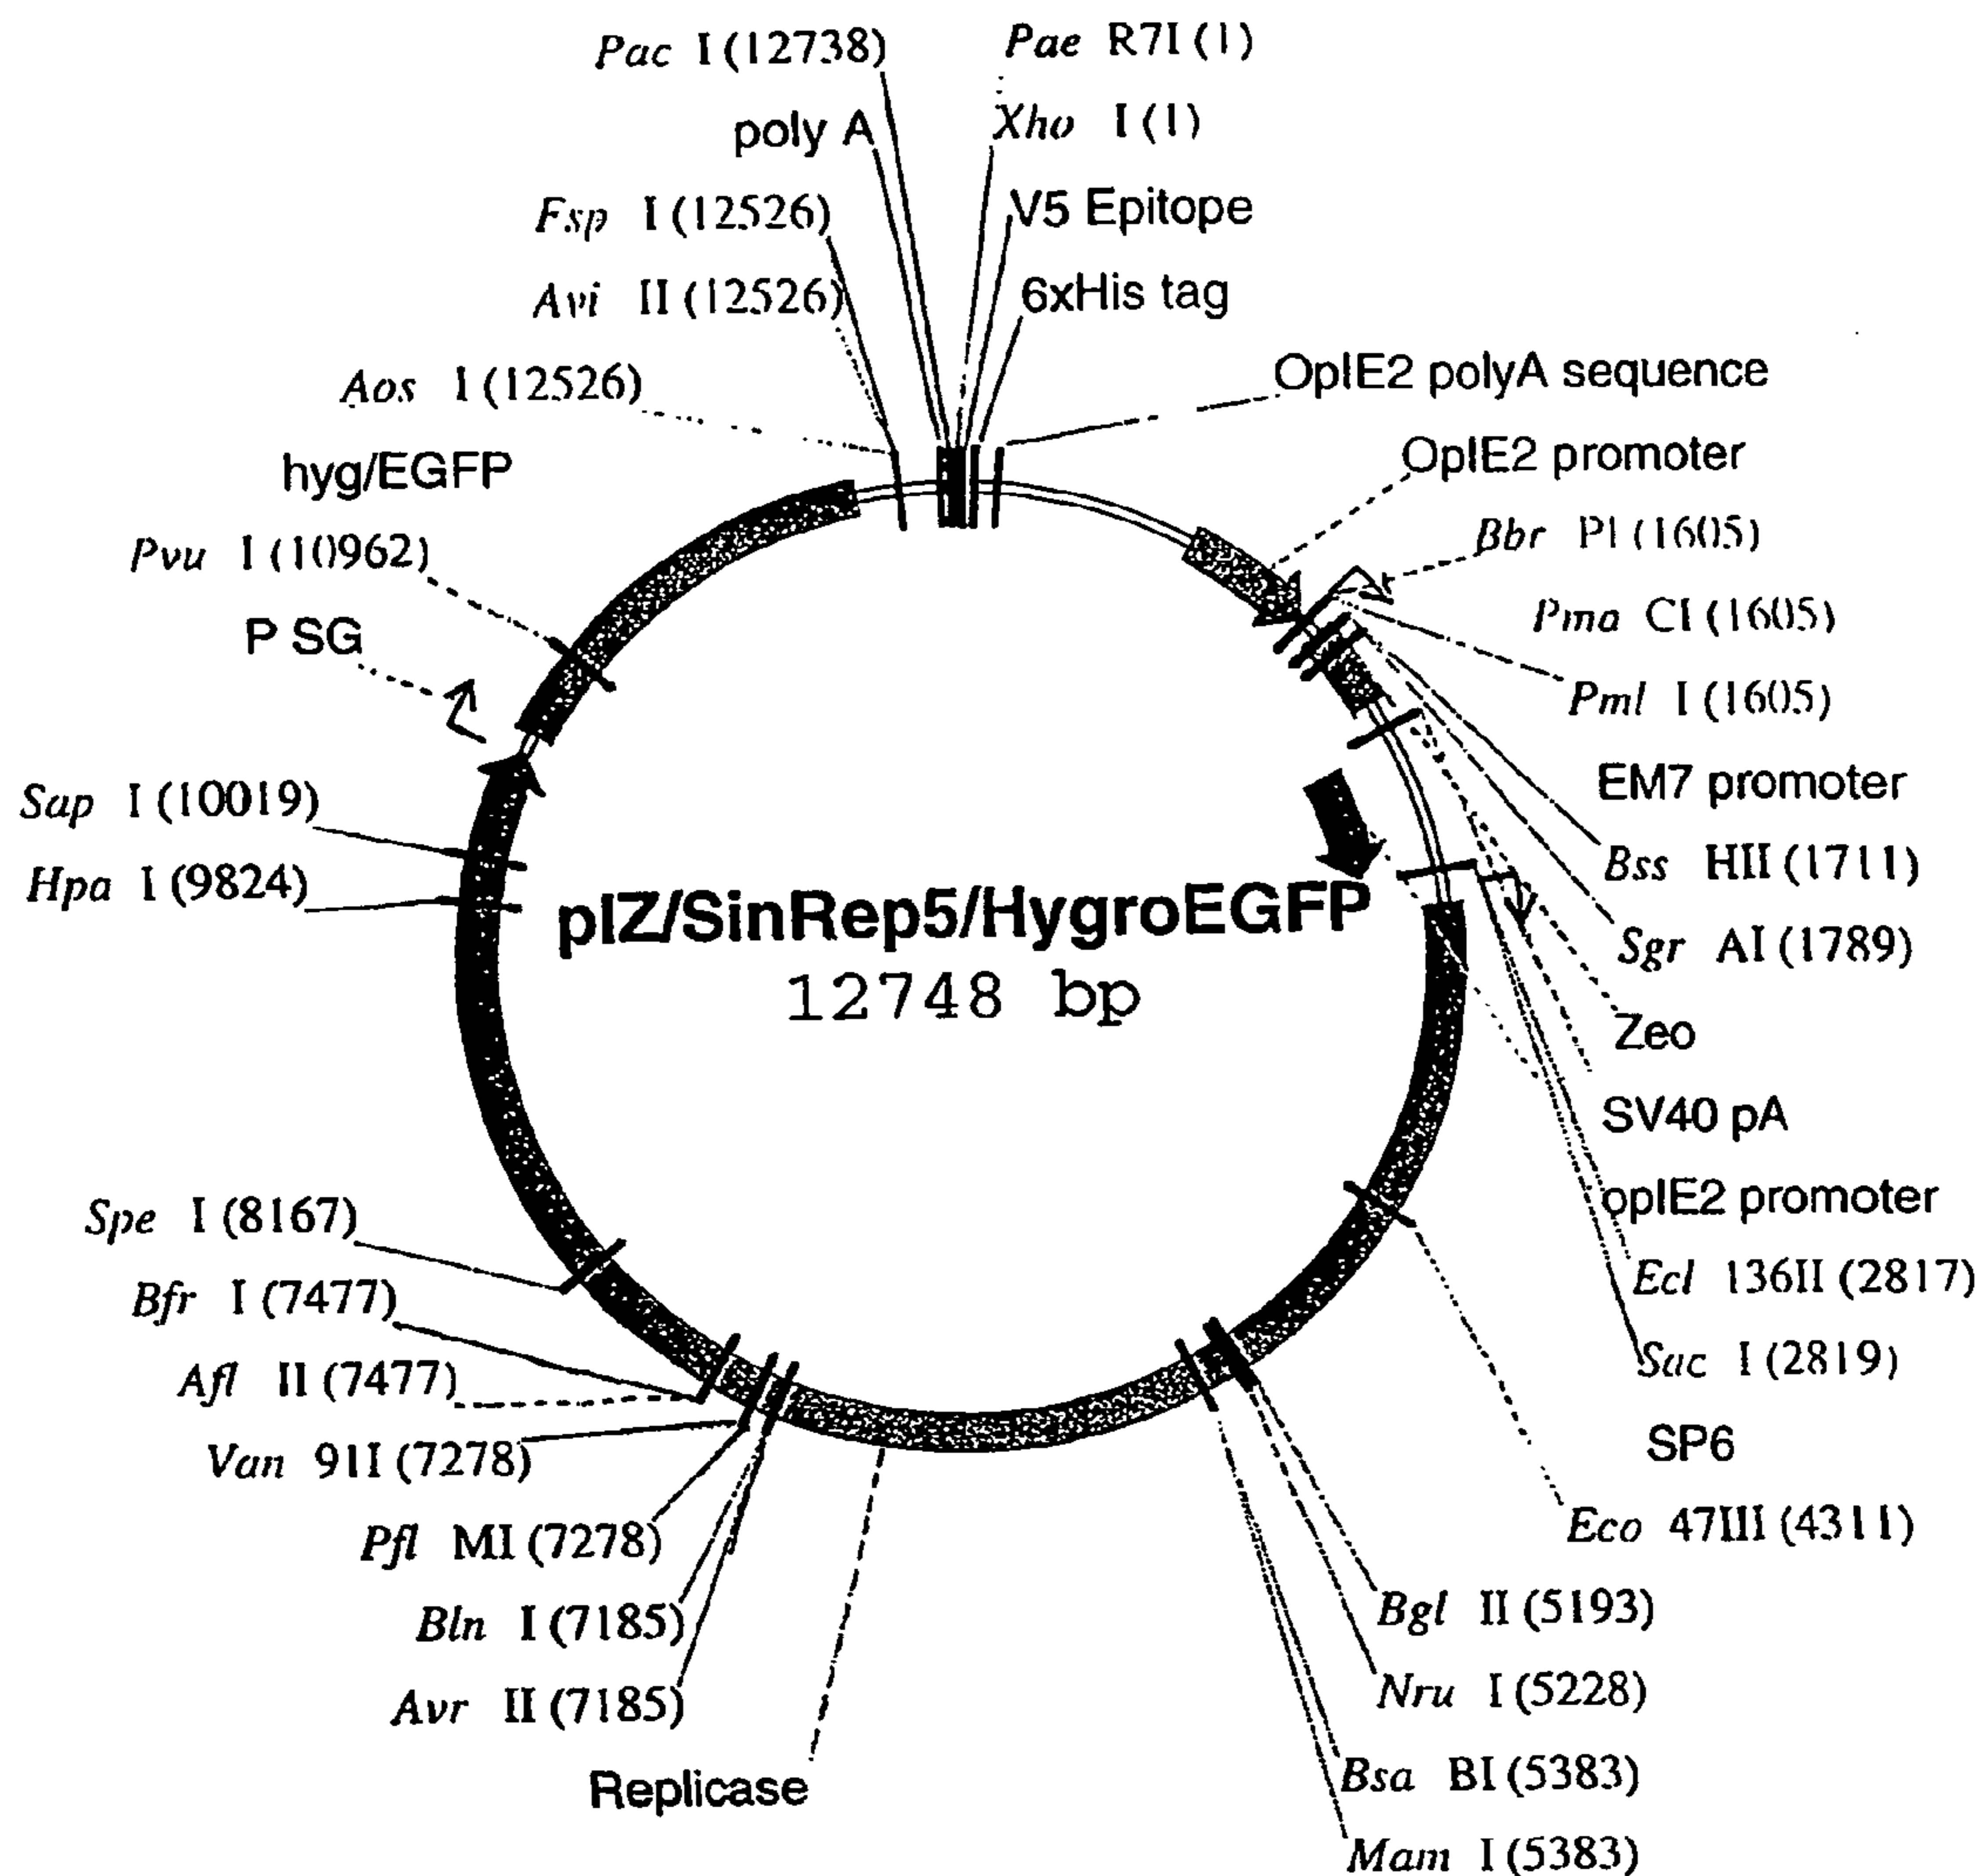 Pac I (12738)
Pae R7I (1)
poly A
Xho I (1)
Fsp I (12526)
V5 Epitope
Avi II (12526)
6xHis tag
Aos I (12526)
OpIE2 polyA sequence
hyg/EGFP
OpIE2 promoter
Pvu I (10962)
Bbr PI (1605)
P SG
Pma CI (1605)
Pml I (1605)
Sap I (10019)
EM7 promoter
Hpa I (9824)
Bss HII (1711)
pIZ/SinRep5/HygroEGFP
12748 bp
Sgr AI (1789)
Zeo
SV40 pA
Spe I (8167)
opIE2 promoter
Bfr I (7477)
Ecl 136II (2817)
Afl II (7477)
Sac I (2819)
Van 91I (7278)
SP6
Pfl MI (7278)
Eco 47III (4311)
Bln I (7185)
Bgl II (5193)
Avr II (7185)
Nru I (5228)
Replicase
Bsa BI (5383)
Mam I (5383)